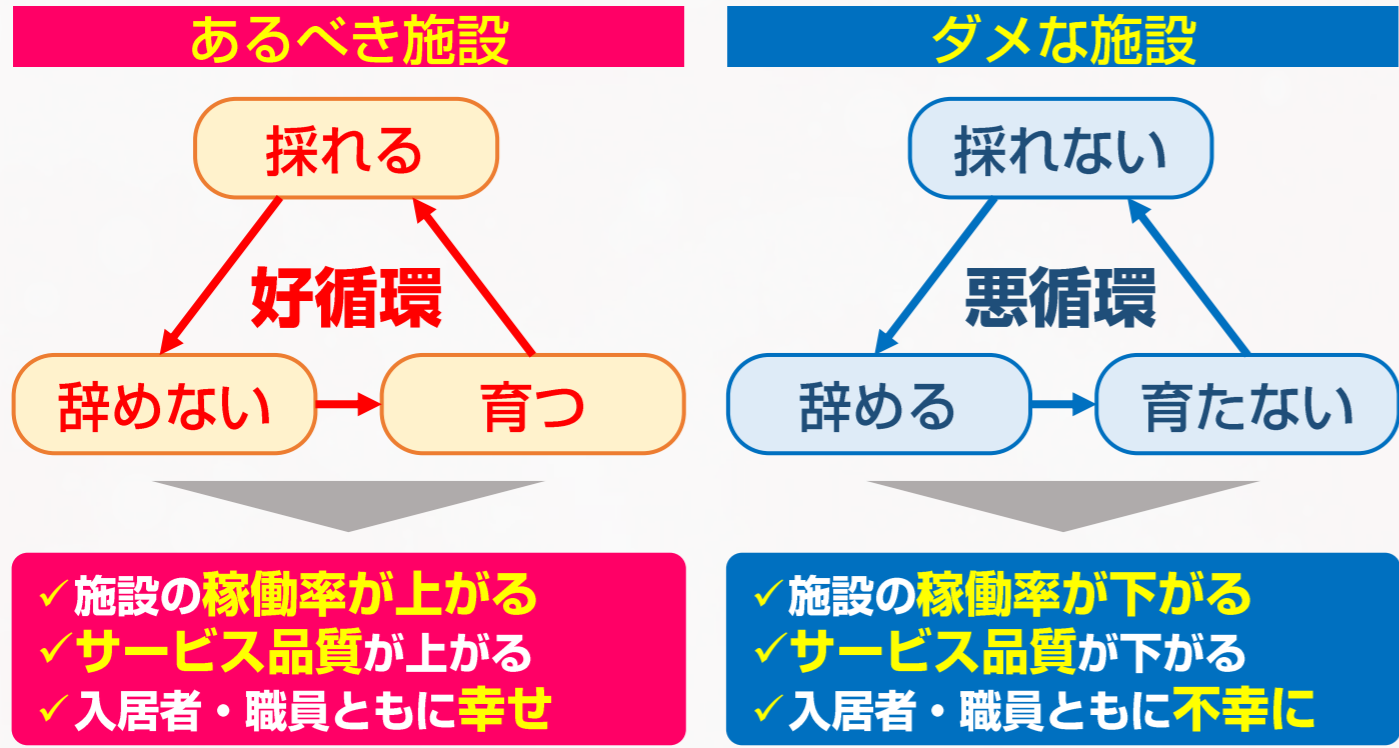 あるべき施設
採れる
好循環
辞めない
育つ
✓施設の稼働率が上がる
✓サービス品質が上がる
✓入居者・職員ともに幸せ
ダメな施設
採れない
悪循環
辞める
育たない
✓施設の稼働率が下がる
✓サービス品質が下がる
✓入居者・職員ともに不幸に